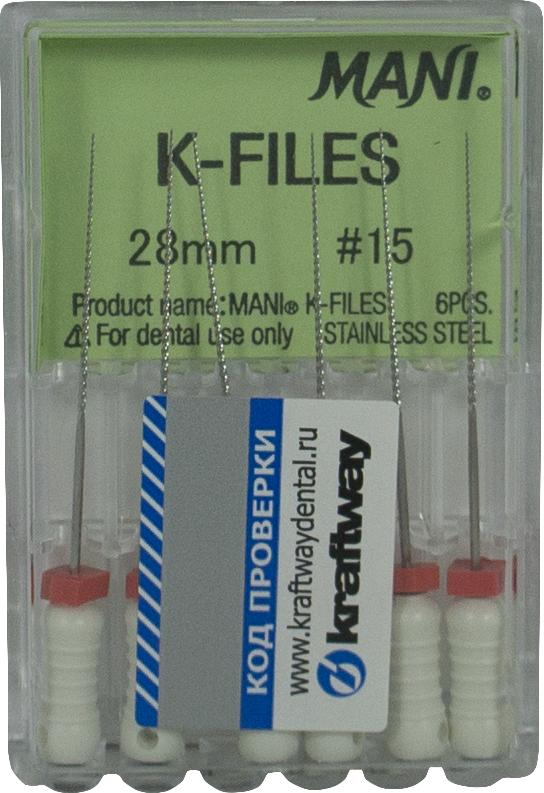 MANI®
K-FILES
28mm #15
Product name:MANI® K-FILES 6PCS.
⚠ For dental use only STAINLESS STEEL
КОД ПРОВЕРКИ
www.kraftwaydental.ru
kraftway